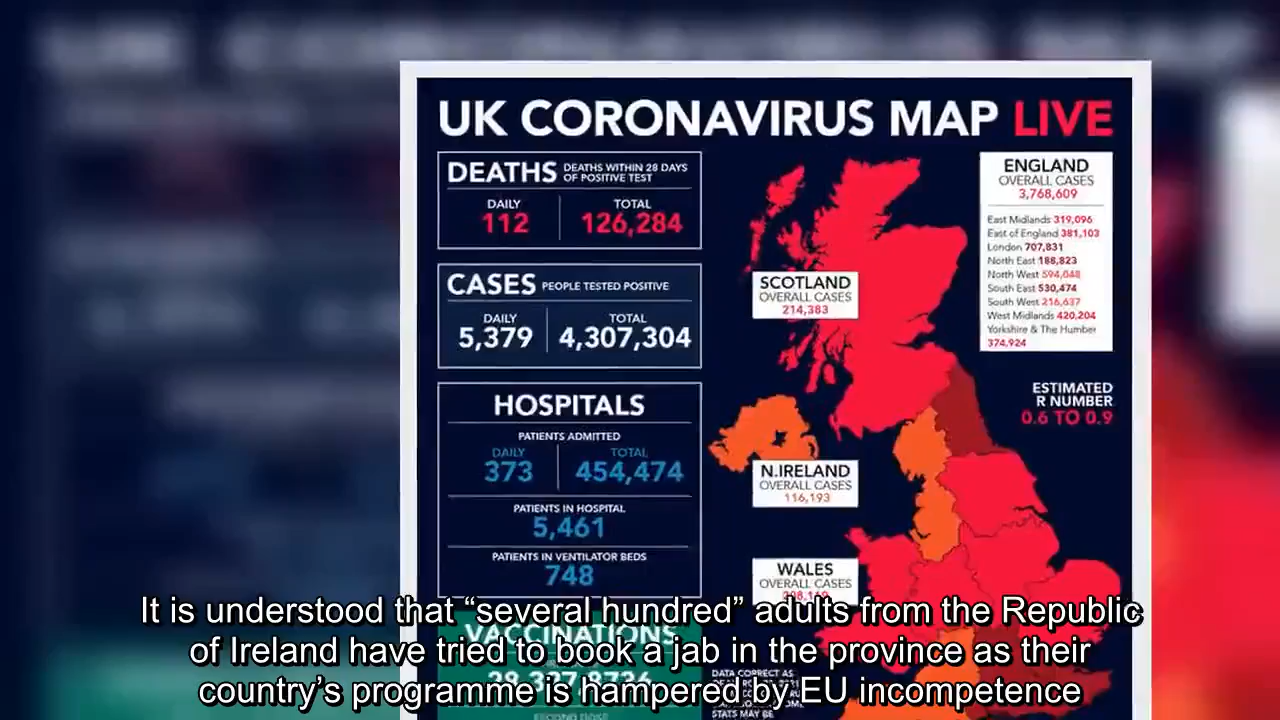 UK CORONAVIRUS MAP LIVE
DEATHS DEATHS WITHIN 28 DAYS
OF POSITIVE TEST
DAILY TOTAL
112 126,284
CASES PEOPLE TESTED POSITIVE
DAILY TOTAL
5,379 4,307,304
HOSPITALS
PATIENTS ADMITTED
DAILY TOTAL
373 454,474
PATIENTS IN HOSPITAL
5,461
PATIENTS IN VENTILATOR BEDS
748
VACCINATIONS
SCOTLAND
OVERALL CASES
214,383
N.IRELAND
OVERALL CASES
116,193
WALES
OVERALL CASES
ENGLAND
OVERALL CASES
3,768,609
East Midlands 319,096
East of England 381,103
London 707,831
North East 188,823
North West 594,048
South East 530,474
South West 216,637
West Midlands 420,204
Yorkshire & The Humber
374,924
ESTIMATED
R NUMBER
0.6 TO 0.9
DATA CORRECT AS
STATS MAY BE
It is understood that “several hundred” adults from the Republic
of Ireland have tried to book a jab in the province as their
country’s programme is hampered by EU incompetence